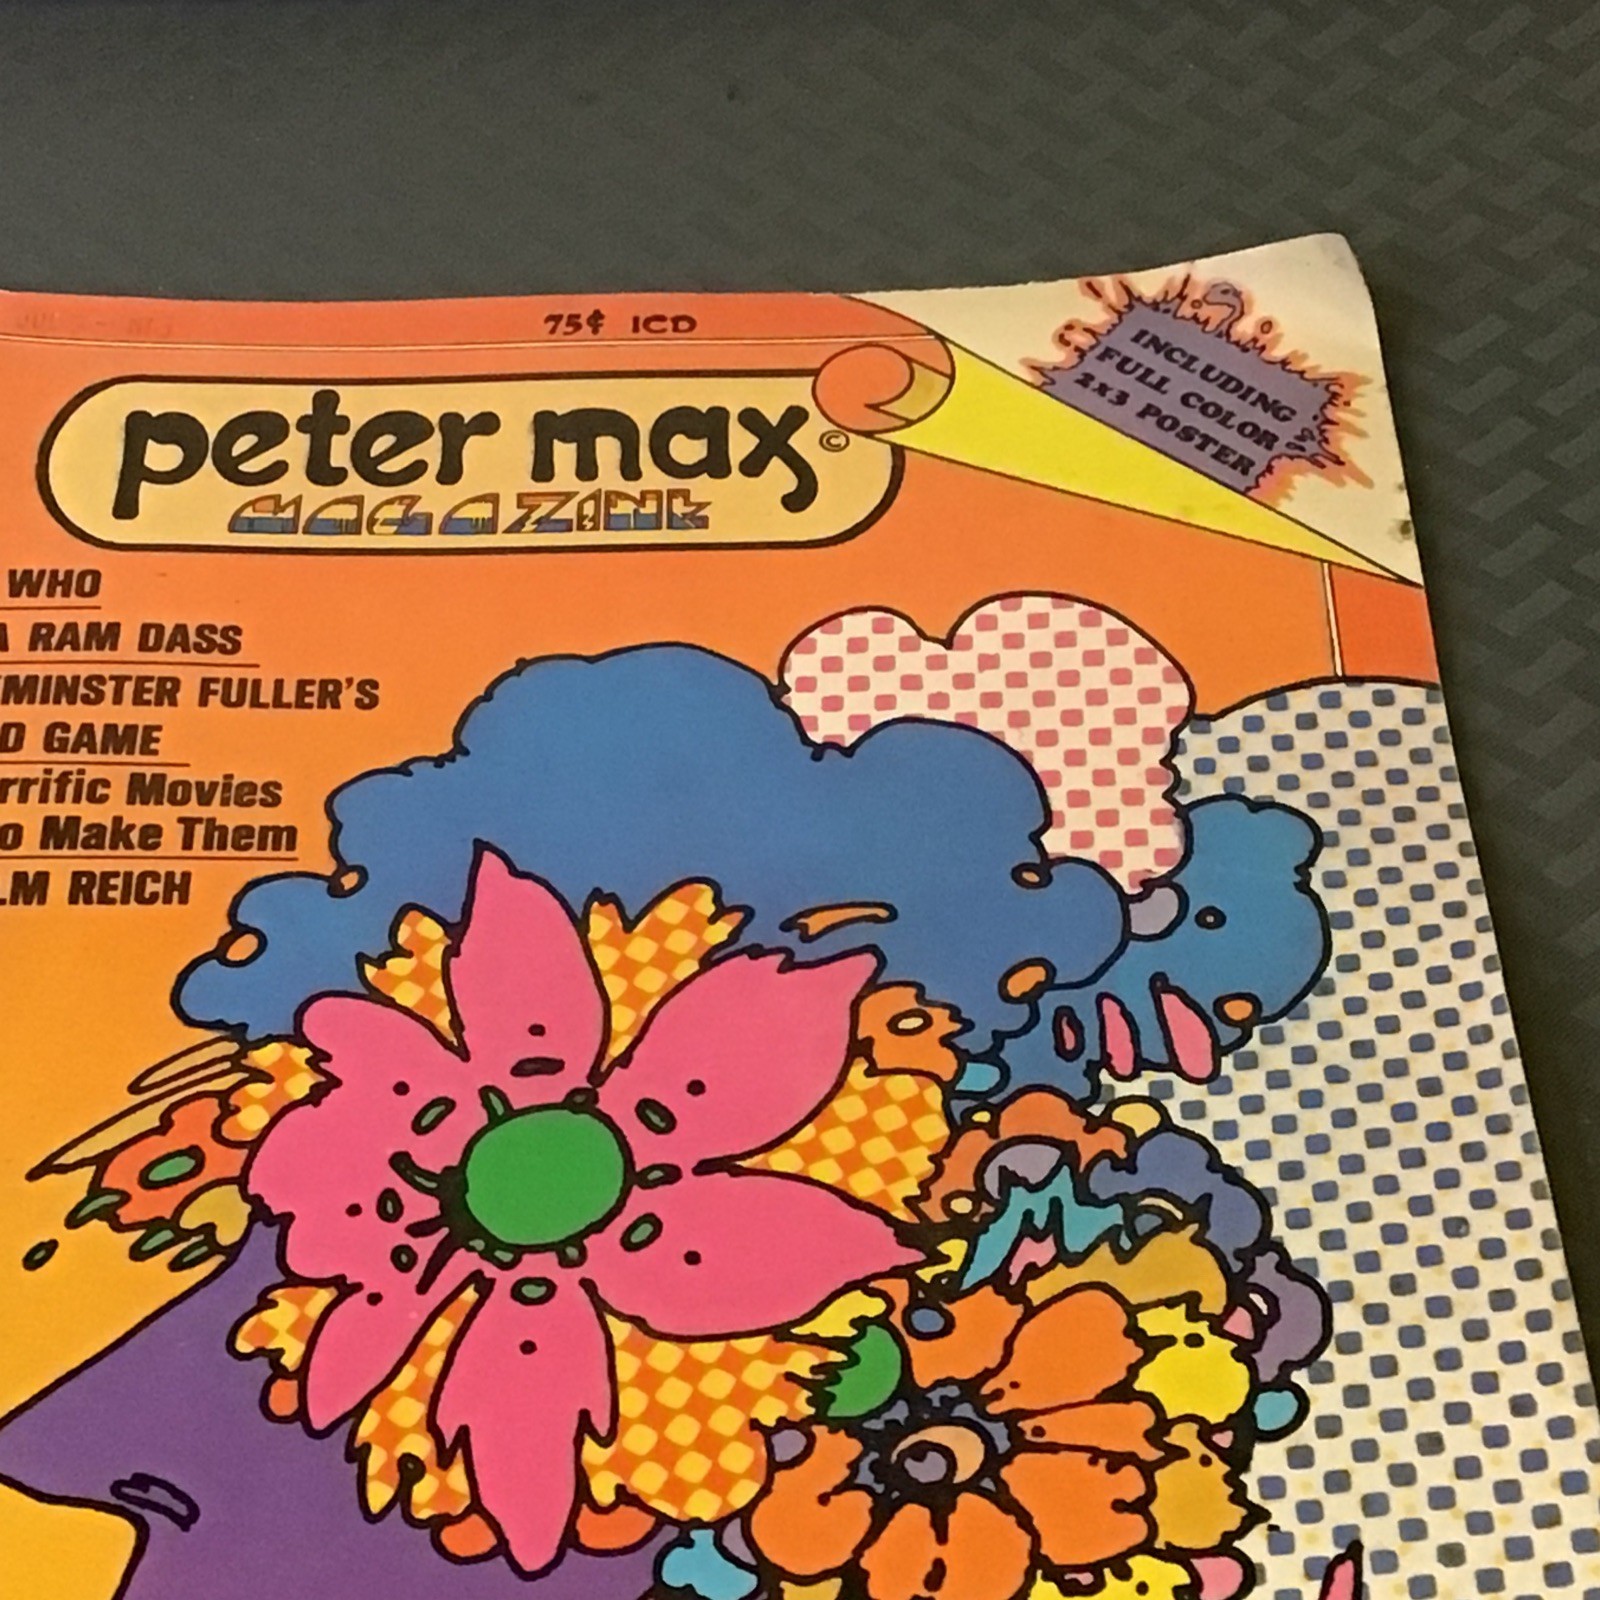 75¢ ICD
peter max©
MAGAZINE
INCLUDING
FULL COLOR
2x3 POSTER
WHO
A RAM DASS
MINSTER FULLER'S
D GAME
rrific Movies
o Make Them
LM REICH